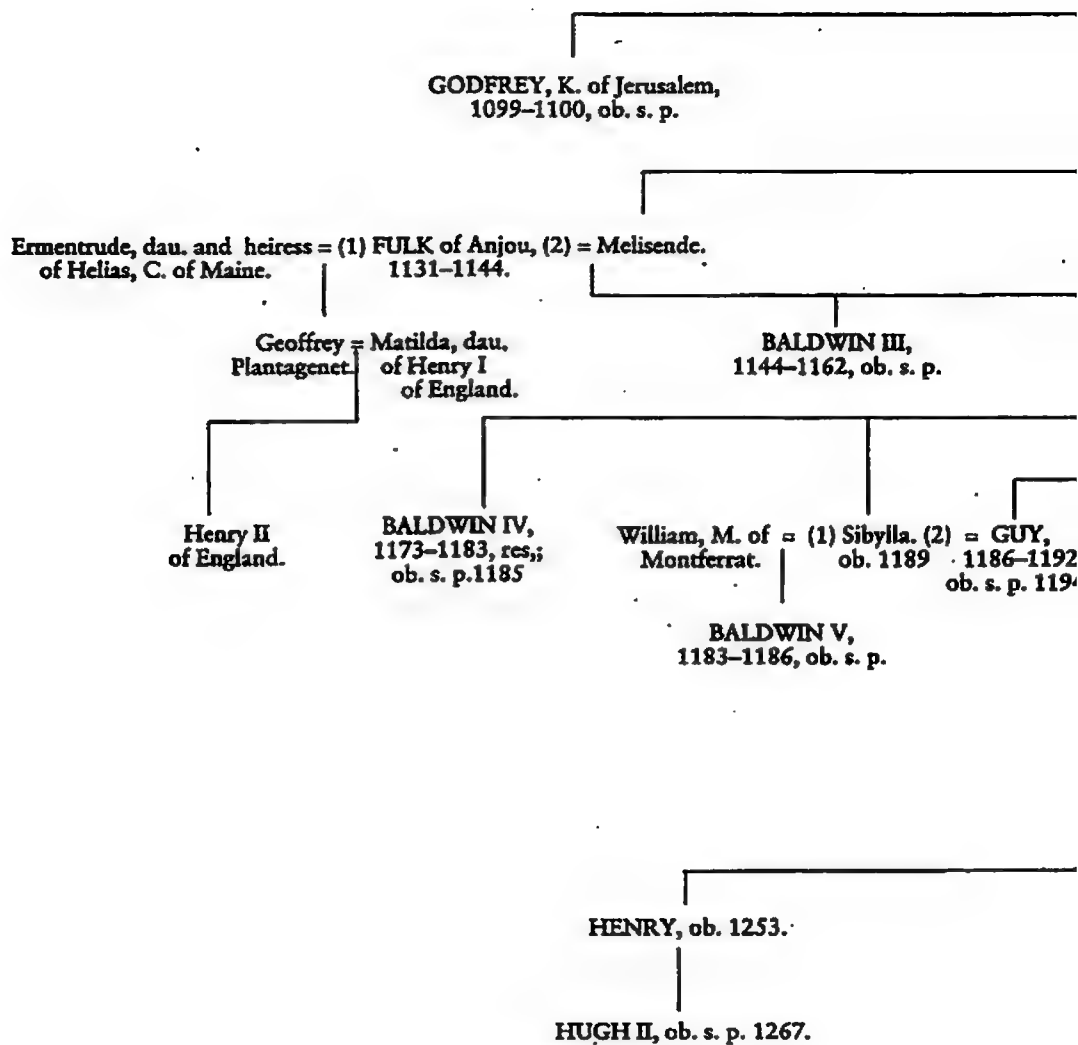 GODFREY, K. of Jerusalem,
1099–1100, ob. s. p.
Ermentrude, dau. and heiress = (1) FULK of Anjou, (2) = Melisende.
of Helias, C. of Maine. 1131–1144.
Geoffrey = Matilda, dau.
Plantagenet. of Henry I
of England.
BALDWIN III,
1144–1162, ob. s. p.
Henry II
of England.
BALDWIN IV,
1173–1183, res,;
ob. s. p.1185
William, M. of = (1) Sibylla. (2) = GUY,
Montferrat. ob. 1189 1186–1192
ob. s. p. 1194
BALDWIN V,
1183–1186, ob. s. p.
HENRY, ob. 1253.
HUGH II, ob. s. p. 1267.